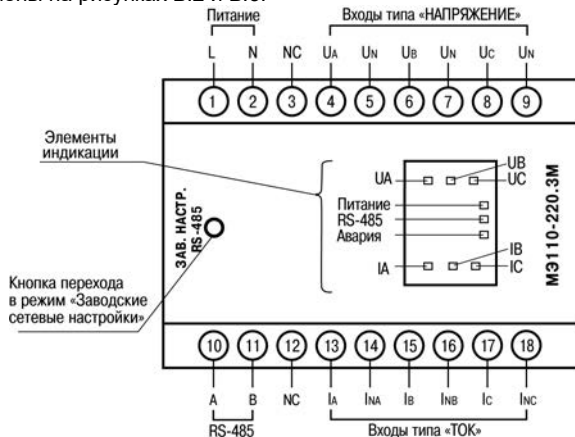 Питание Входы типа «НАПРЯЖЕНИЕ»
L N NC UA UN UB UN UC UN
1 2 3 4 5 6 7 8 9
Элементы
индикации
UB
UA UC
Питание
RS-485
Авария
IB
IA IC
ЗАВ. НАСТР.
RS-485
МЭ110-220.3М
Кнопка перехода
в режим «Заводские
сетевые настройки»
10 11 12 13 14 15 16 17 18
A B NC IA INA IB INB IC INC
RS-485 Входы типа «ТОК»